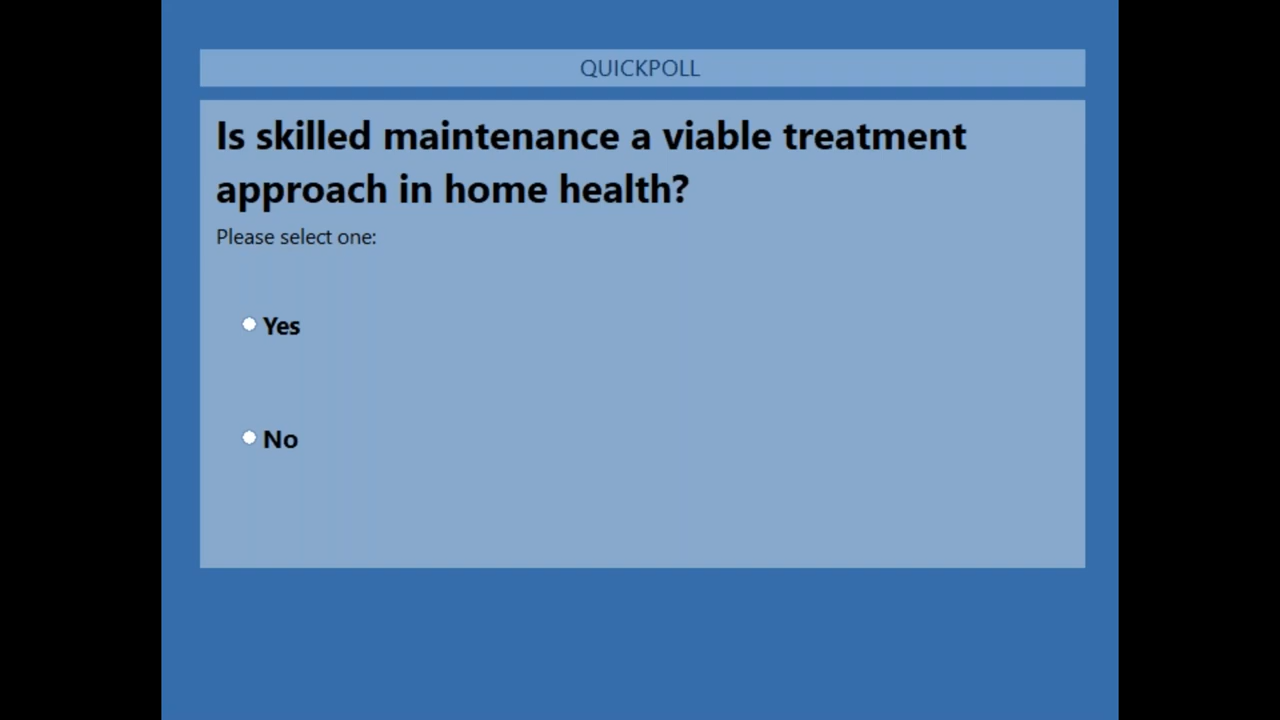 QUICKPOLL
Is skilled maintenance a viable treatment
approach in home health?
Please select one:
Yes
No